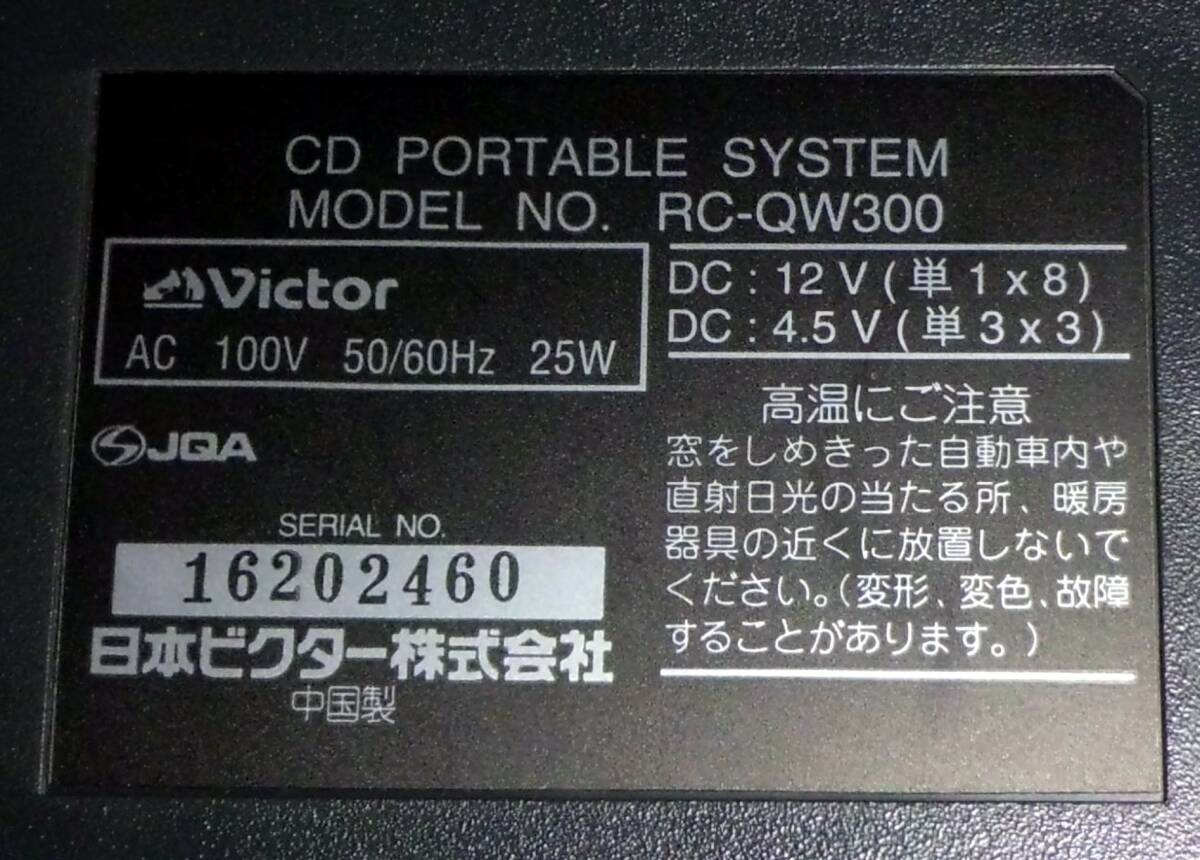 CD PORTABLE SYSTEM
MODEL NO. RC-QW300
Victor
AC 100V 50/60Hz 25W
DC : 12 V ( 単 1 x 8 )
DC : 4.5 V ( 単 3 x 3 )
高温にご注意
窓をしめきった自動車内や
直射日光の当たる所、暖房
器具の近くに放置しないで
ください。(変形、変色、故障
することがあります。)
JQA
SERIAL NO.
16202460
日本ビクター株式会社
中国製